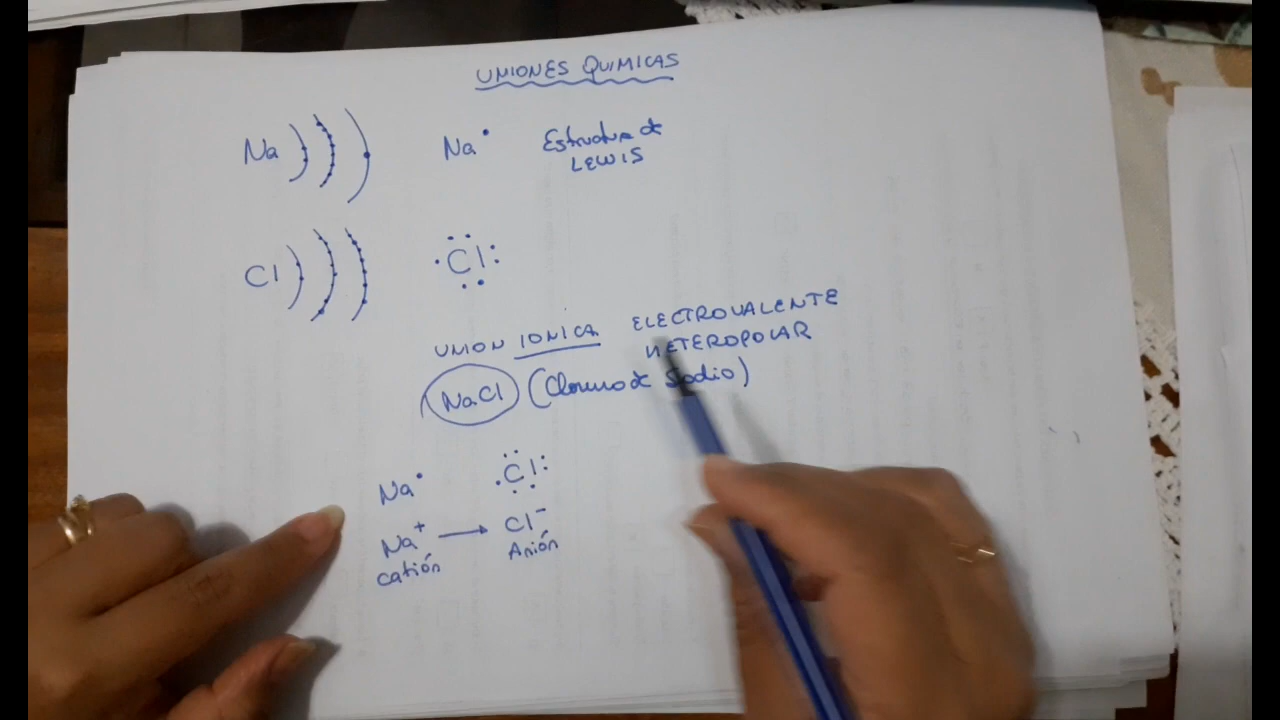 UNIONES QUIMICAS
Na Na• Estructura de
LEWIS
Cl Cl
UNION IONICA ELECTROVALENTE
HETEROPOLAR
NaCl (Cloruro de Sodio)
Na• Cl
Na⁺ → Cl⁻
Catión Anión